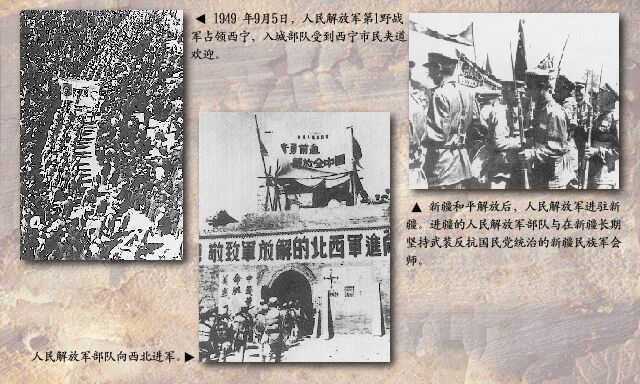 ◀ 1949 年9月5日，人民解放军第1野战
军占领西宁，入城部队受到西宁市民夹道
欢迎。
解放全中國
向進軍西北的解放軍致敬
▲ 新疆和平解放后，人民解放军进驻新
疆。进疆的人民解放军部队与在新疆长期
坚持武装反抗国民党统治的新疆民族军会
师。
人民解放军部队向西北进军。▶